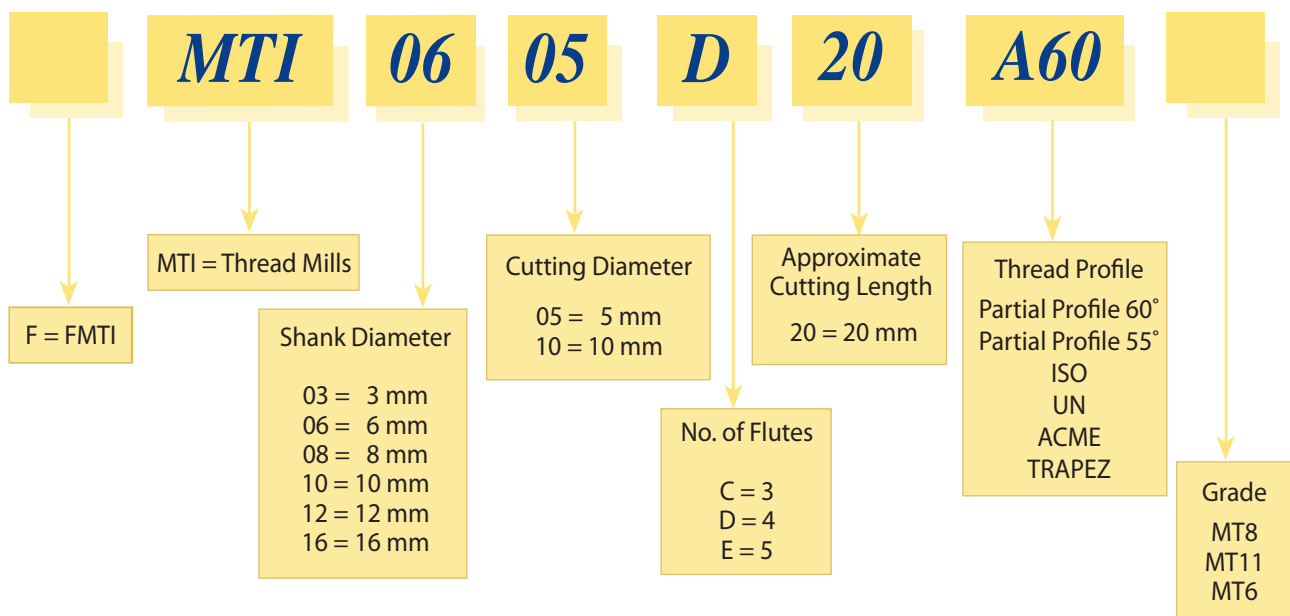 MTI 06 05 D 20 A60
F = FMTI
MTI = Thread Mills
Shank Diameter
03 = 3 mm
06 = 6 mm
08 = 8 mm
10 = 10 mm
12 = 12 mm
16 = 16 mm
Cutting Diameter
05 = 5 mm
10 = 10 mm
No. of Flutes
C = 3
D = 4
E = 5
Approximate
Cutting Length
20 = 20 mm
Thread Profile
Partial Profile 60°
Partial Profile 55°
ISO
UN
ACME
TRAPEZ
Grade
MT8
MT11
MT6